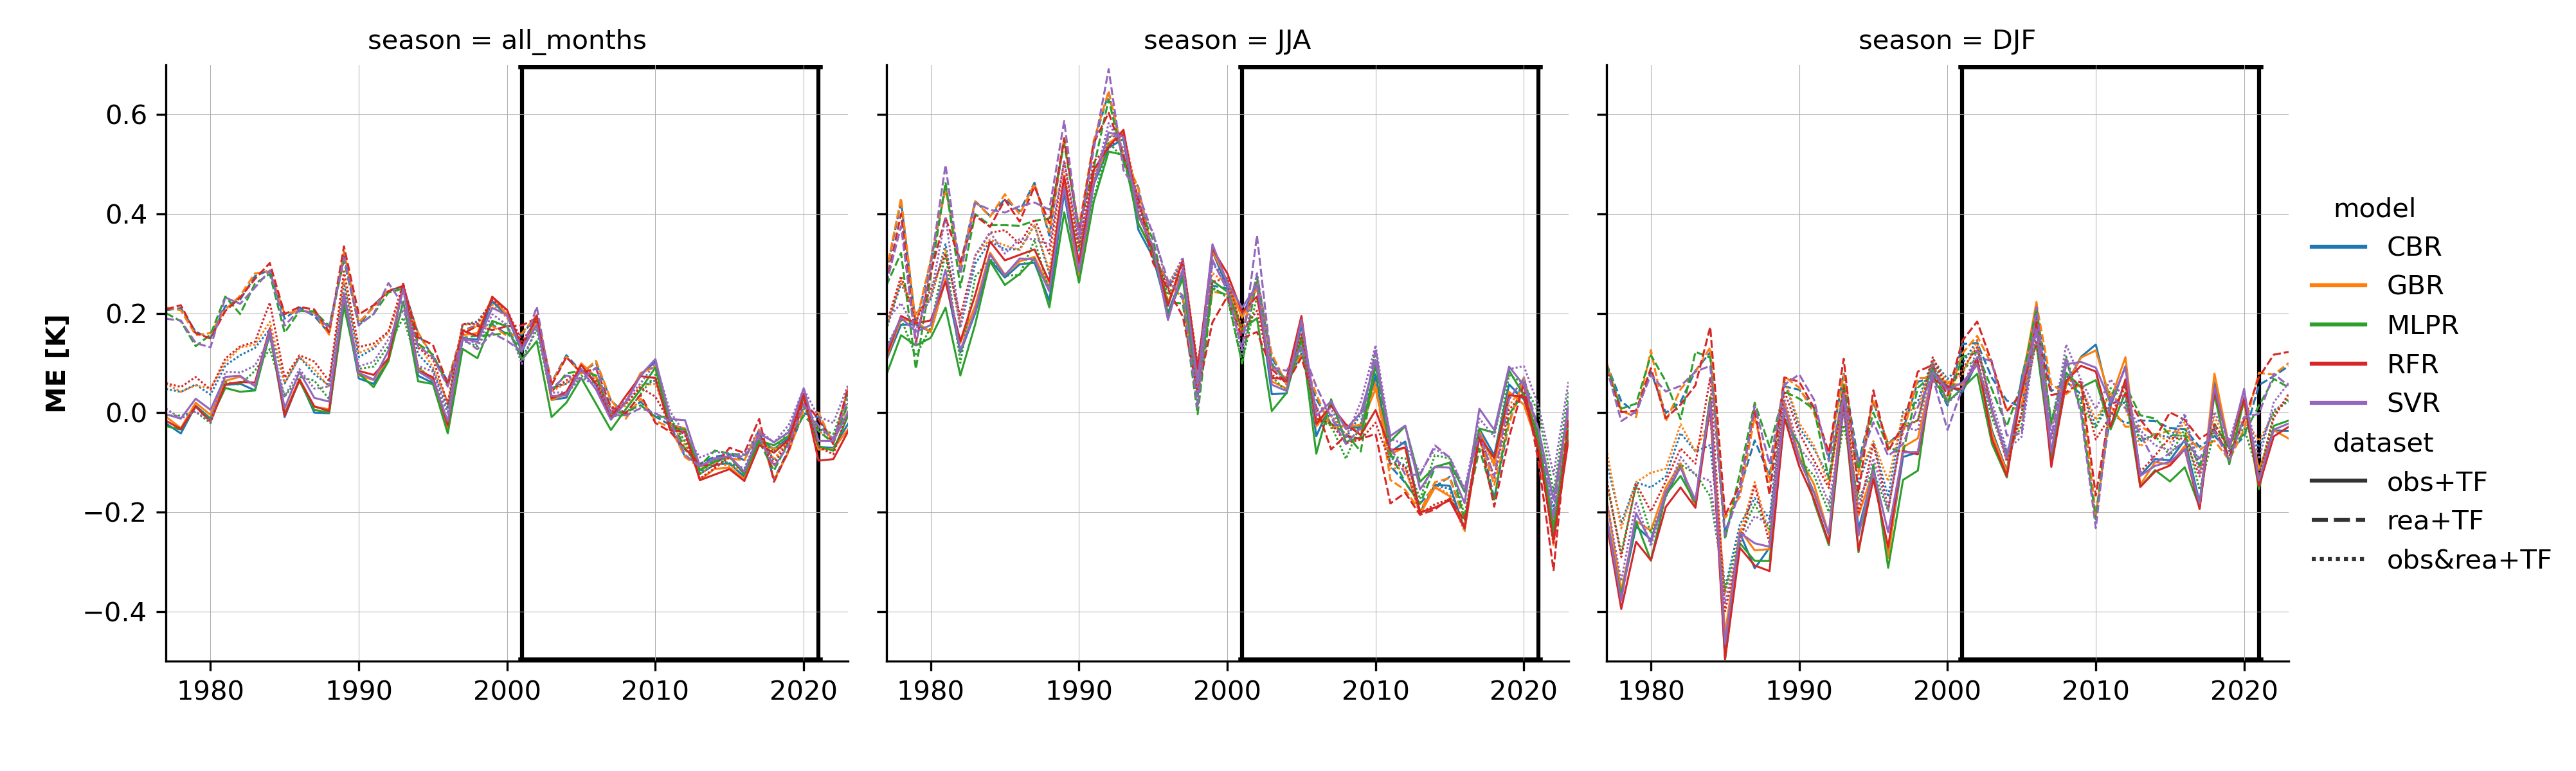 season = all_months
season = JJA
season = DJF
ME [K]
0.6
0.4
0.2
0.0
−0.2
−0.4
1980 1990 2000 2010 2020
1980 1990 2000 2010 2020
1980 1990 2000 2010 2020
model
CBR
GBR
MLPR
RFR
SVR
dataset
obs+TF
rea+TF
obs&rea+TF